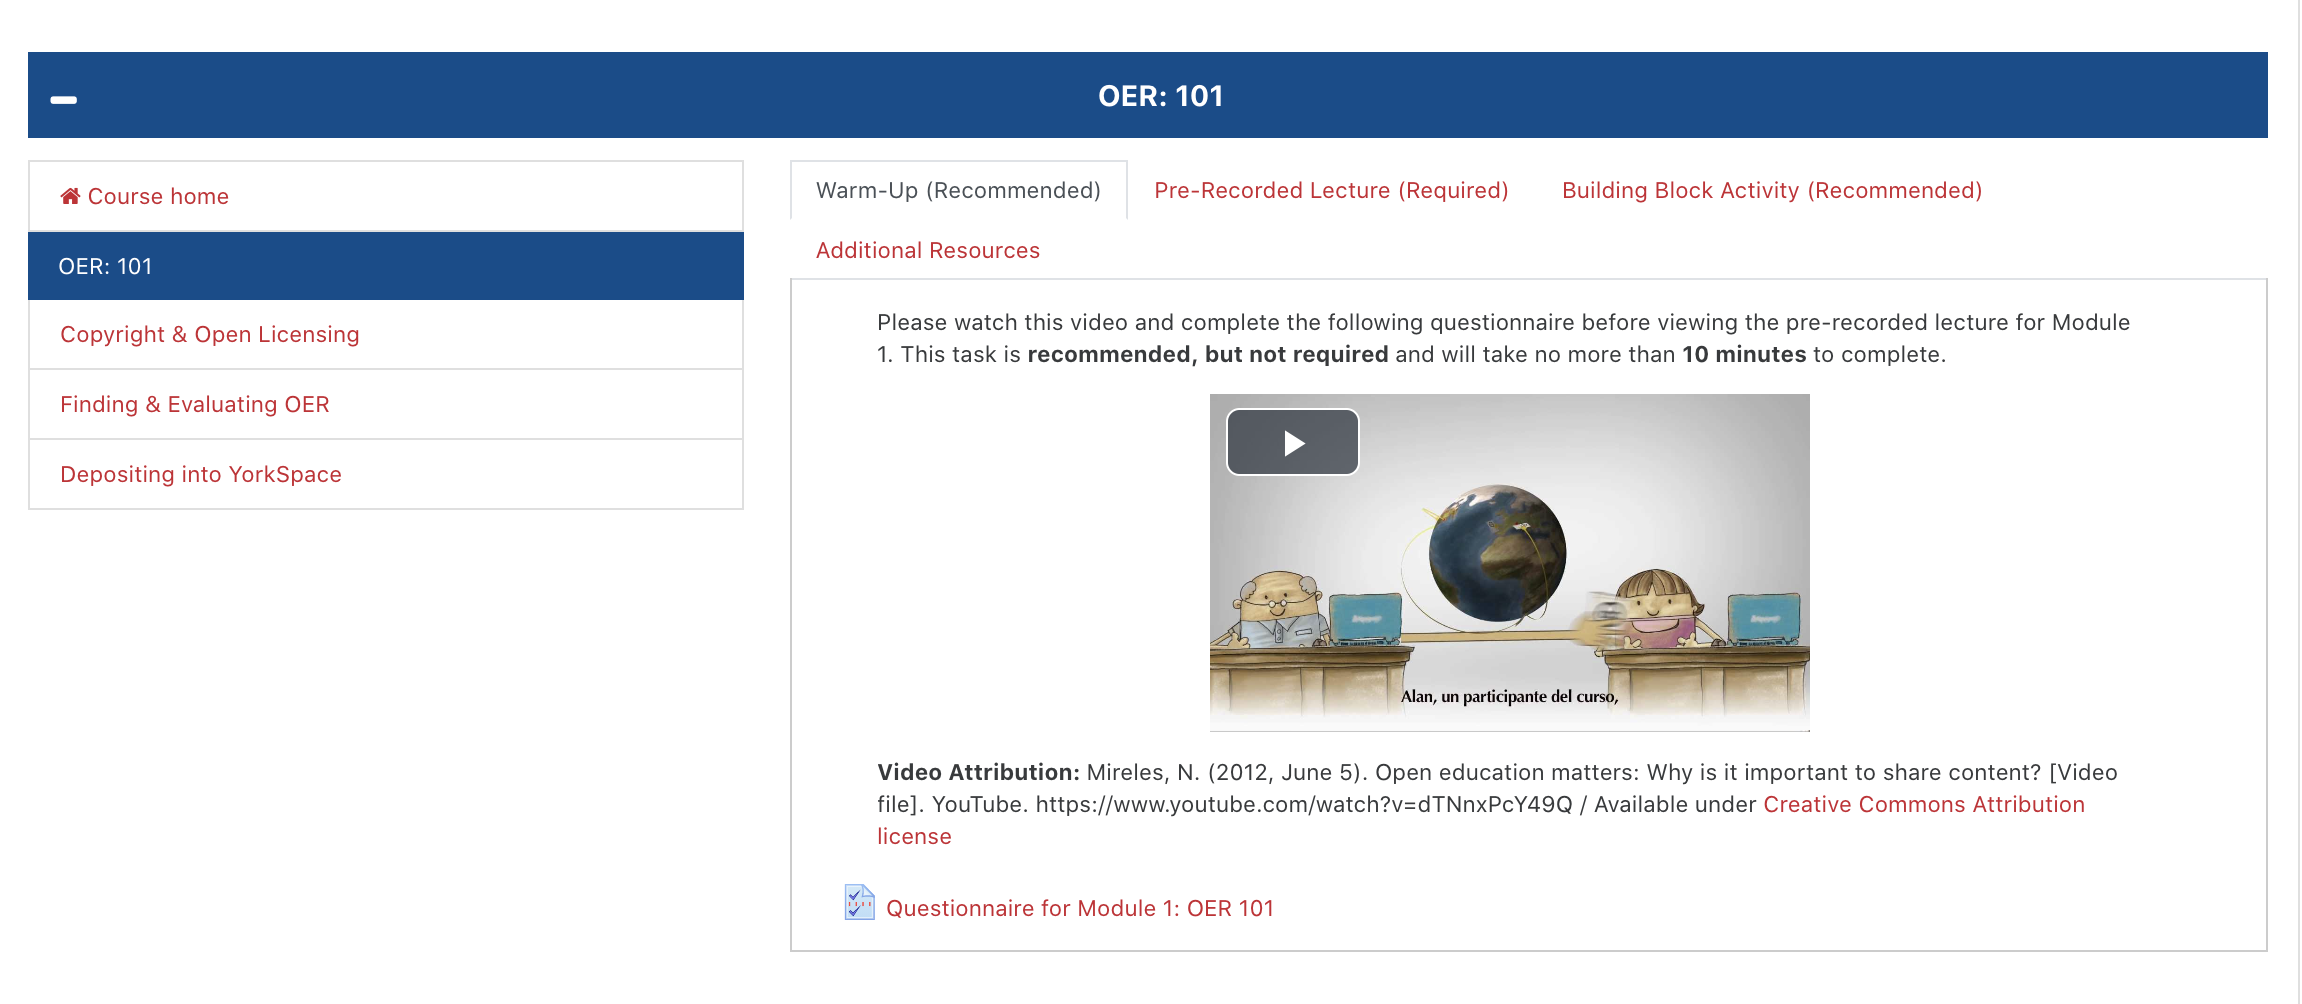 OER: 101
Course home
OER: 101
Copyright & Open Licensing
Finding & Evaluating OER
Depositing into YorkSpace
Warm-Up (Recommended)
Pre-Recorded Lecture (Required)
Building Block Activity (Recommended)
Additional Resources
Please watch this video and complete the following questionnaire before viewing the pre-recorded lecture for Module
1. This task is recommended, but not required and will take no more than 10 minutes to complete.
Alan, un participante del curso,
Video Attribution: Mireles, N. (2012, June 5). Open education matters: Why is it important to share content? [Video
file]. YouTube. https://www.youtube.com/watch?v=dTNnxPcY49Q / Available under Creative Commons Attribution
license
Questionnaire for Module 1: OER 101